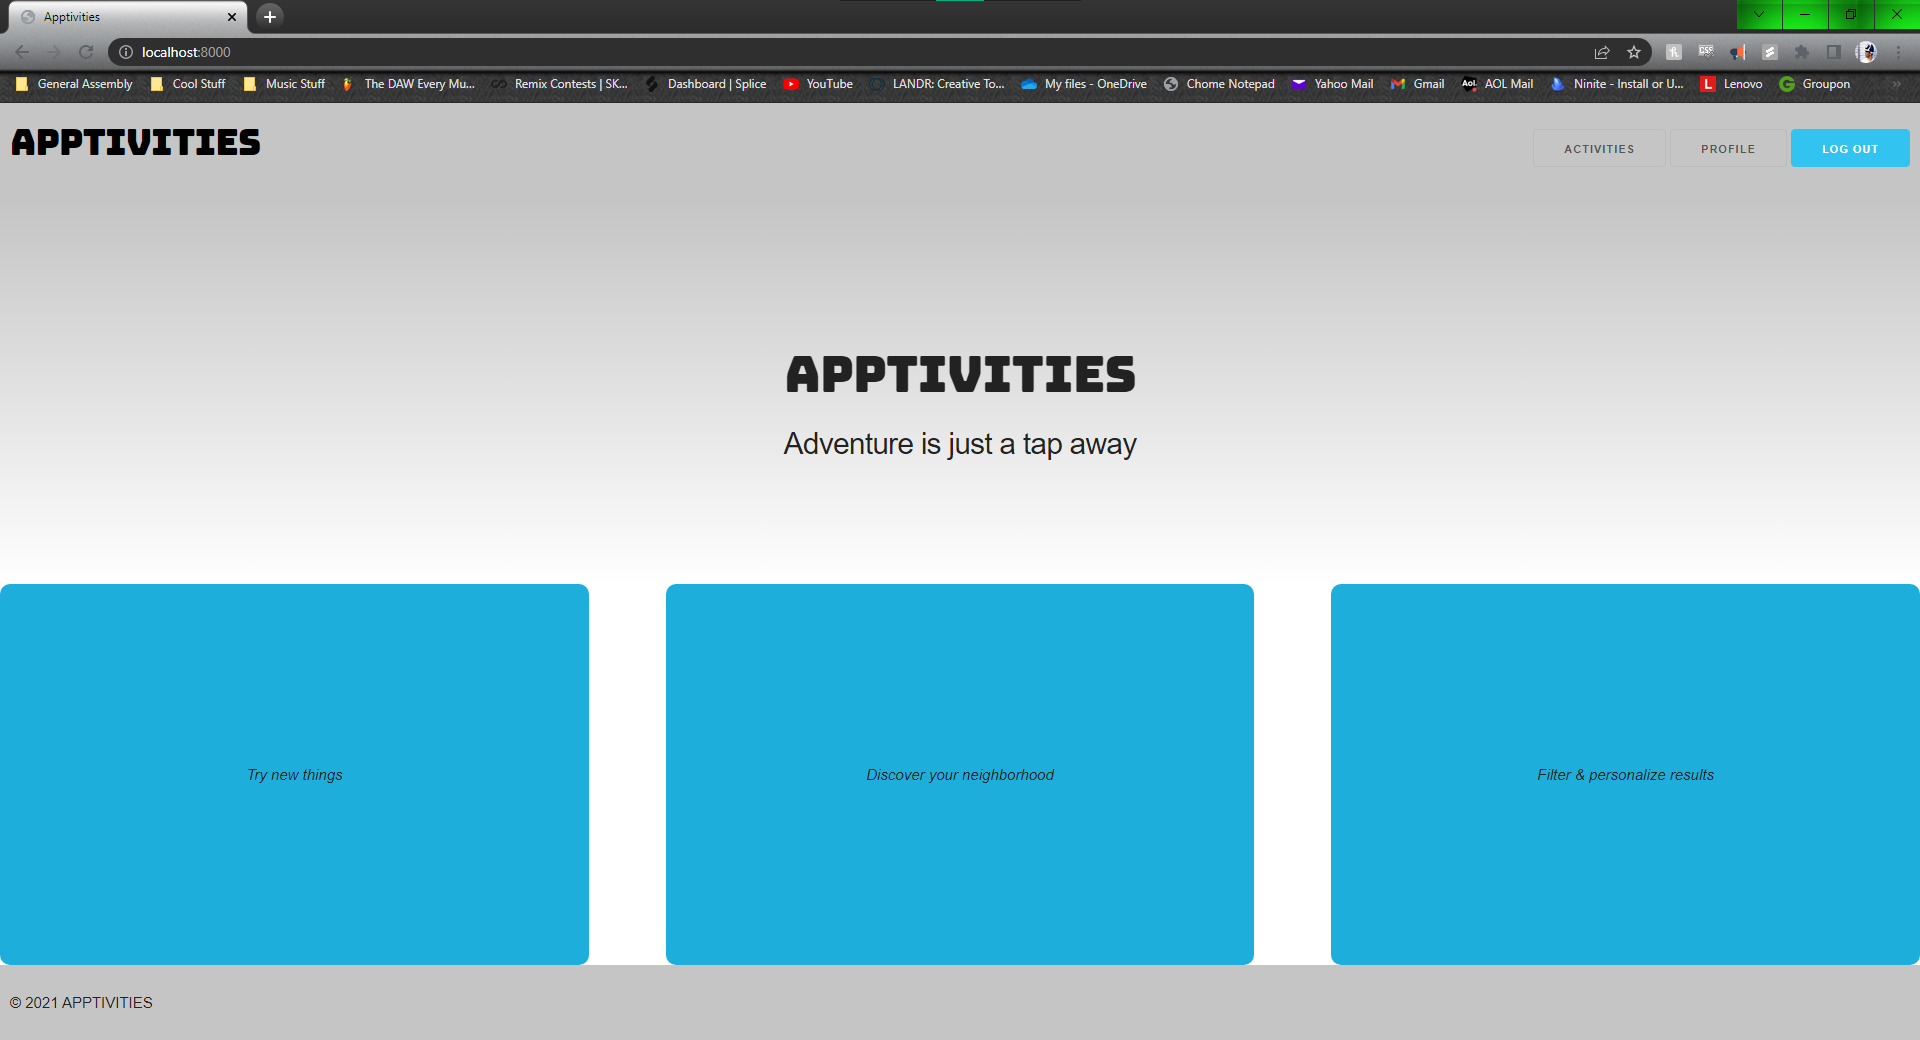 Apptivities
localhost:8000
General Assembly Cool Stuff Music Stuff The DAW Every Mu... Remix Contests | SK... Dashboard | Splice YouTube LANDR: Creative To... My files - OneDrive Chome Notepad Yahoo Mail Gmail Aol. AOL Mail Ninite - Install or U... L Lenovo Groupon
APPTIVITIES
ACTIVITIES PROFILE LOG OUT
APPTIVITIES
Adventure is just a tap away
Try new things
Discover your neighborhood
Filter & personalize results
© 2021 APPTIVITIES